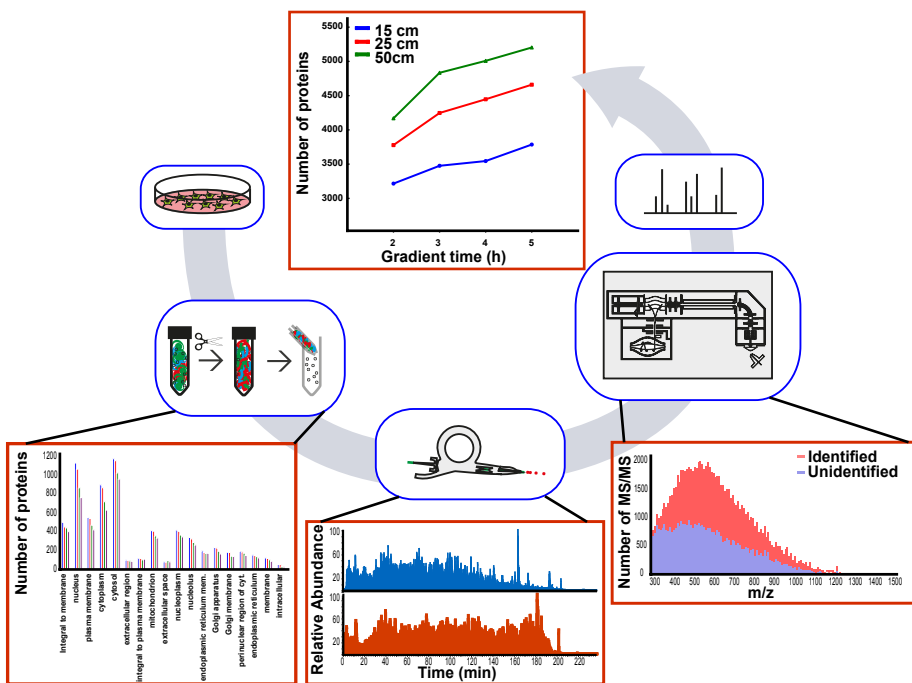 15 cm
25 cm
50cm
Number of proteins
5500
5000
4500
4000
3500
3000
2 3 4 5
Gradient time (h)
Number of proteins
1200
1000
800
600
400
200
0
Integral to membrane
nucleus
plasma membrane
cytoplasm
cytosol
extracellular region
integral to plasma membrane
mitochondrion
extracellular space
nucleoplasm
nucleolus
endoplasmic reticulum mem.
Golgi apparatus
Golgi membrane
perinuclear region of cyt.
endoplasmic reticulum
membrane
intracellular
Relative Abundance
100
60
20
100
60
20
0 20 40 60 80 100 120 140 160 180 200 220
Time (min)
Identified
Unidentified
Number of MS/MS
2000
1500
1000
500
0
300 400 500 600 700 800 900 1000 1100 1200 1300 1400 1500
m/z